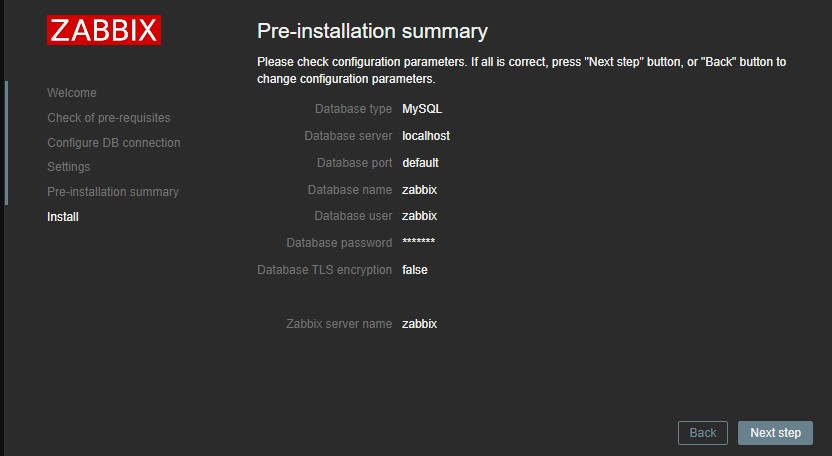 ZABBIX
Welcome
Check of pre-requisites
Configure DB connection
Settings
Pre-installation summary
Install
Pre-installation summary
Please check configuration parameters. If all is correct, press "Next step" button, or "Back" button to
change configuration parameters.
Database type MySQL
Database server localhost
Database port default
Database name zabbix
Database user zabbix
Database password *******
Database TLS encryption false
Zabbix server name zabbix
Back Next step